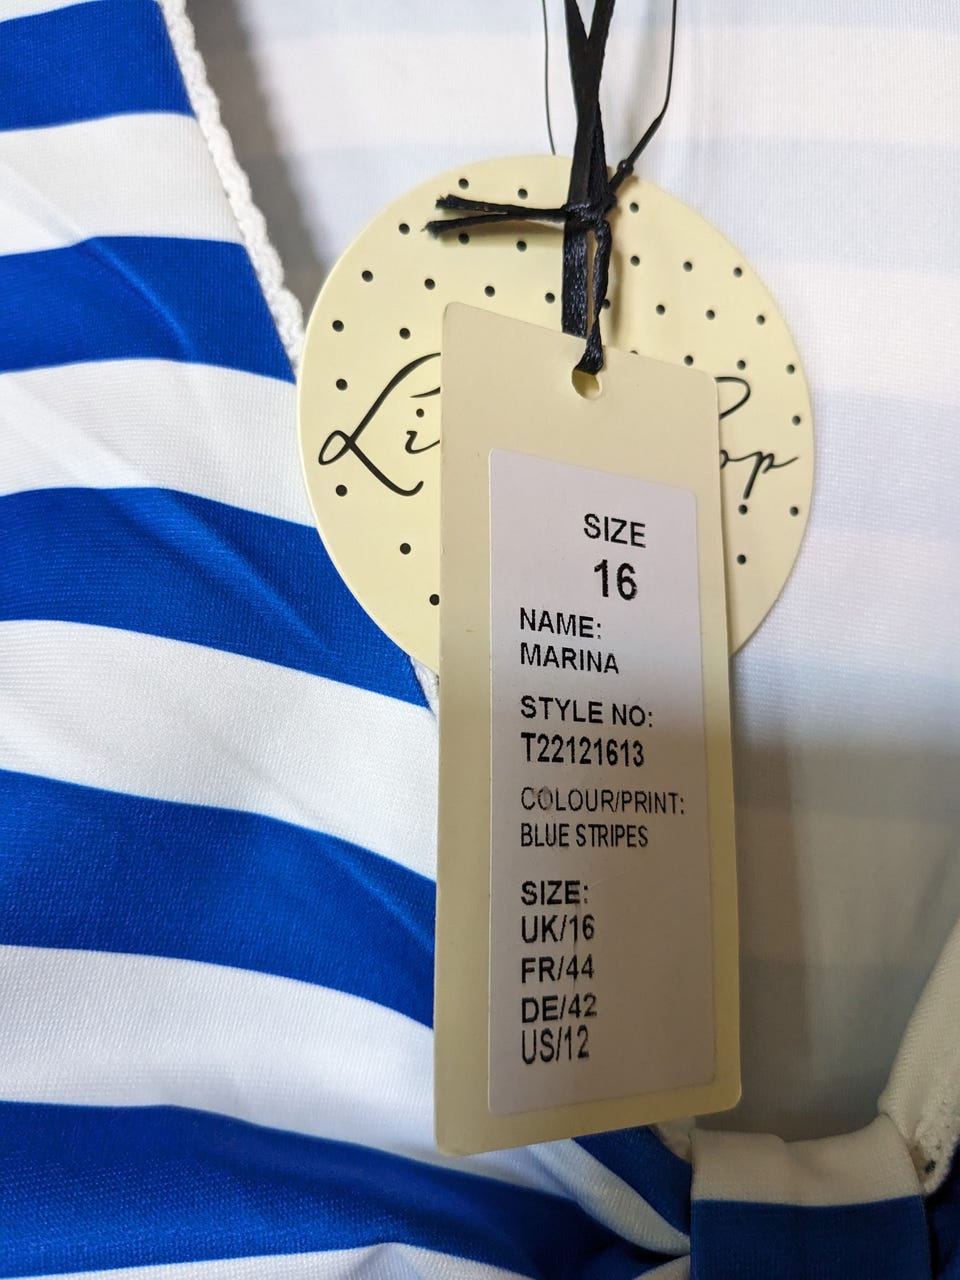 SIZE
16
NAME:
MARINA
STYLE NO:
T22121613
COLOUR/PRINT:
BLUE STRIPES
SIZE:
UK/16
FR/44
DE/42
US/12